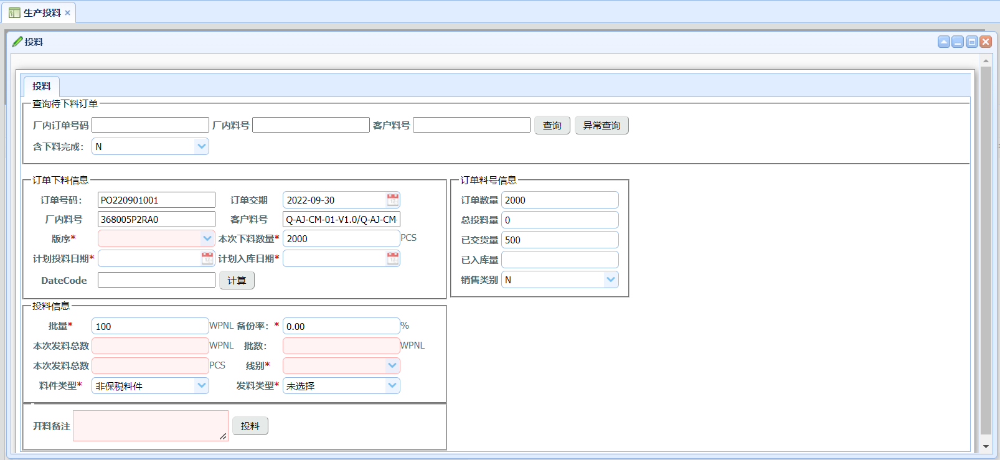 生产投料
投料
投料
查询待下料订单
厂内订单号码 厂内料号 客户料号 查询 异常查询
含下料完成: N
订单下料信息
订单号码: PO220901001 订单交期 2022-09-30
厂内料号 368005P2RA0 客户料号 Q-AJ-CM-01-V1.0/Q-AJ-CM-
版序* 本次下料数量* 2000 PCS
计划投料日期* 计划入库日期*
DateCode 计算
订单料号信息
订单数量 2000
总投料量 0
已交货量 500
已入库量
销售类别 N
投料信息
批量* 100 WPNL 备份率: * 0.00 %
本次发料总数 WPNL 批数: WPNL
本次发料总数 PCS 线别*
料件类型* 非保税料件 发料类型* 未选择
开料备注 投料